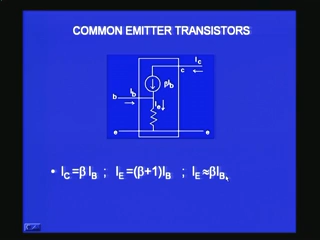 COMMON EMITTER TRANSISTORS
Ic
c
βIb
Ib
b
Ie
e e
• IC =β IB ; IE =(β+1)IB ; IE ≈βIB.